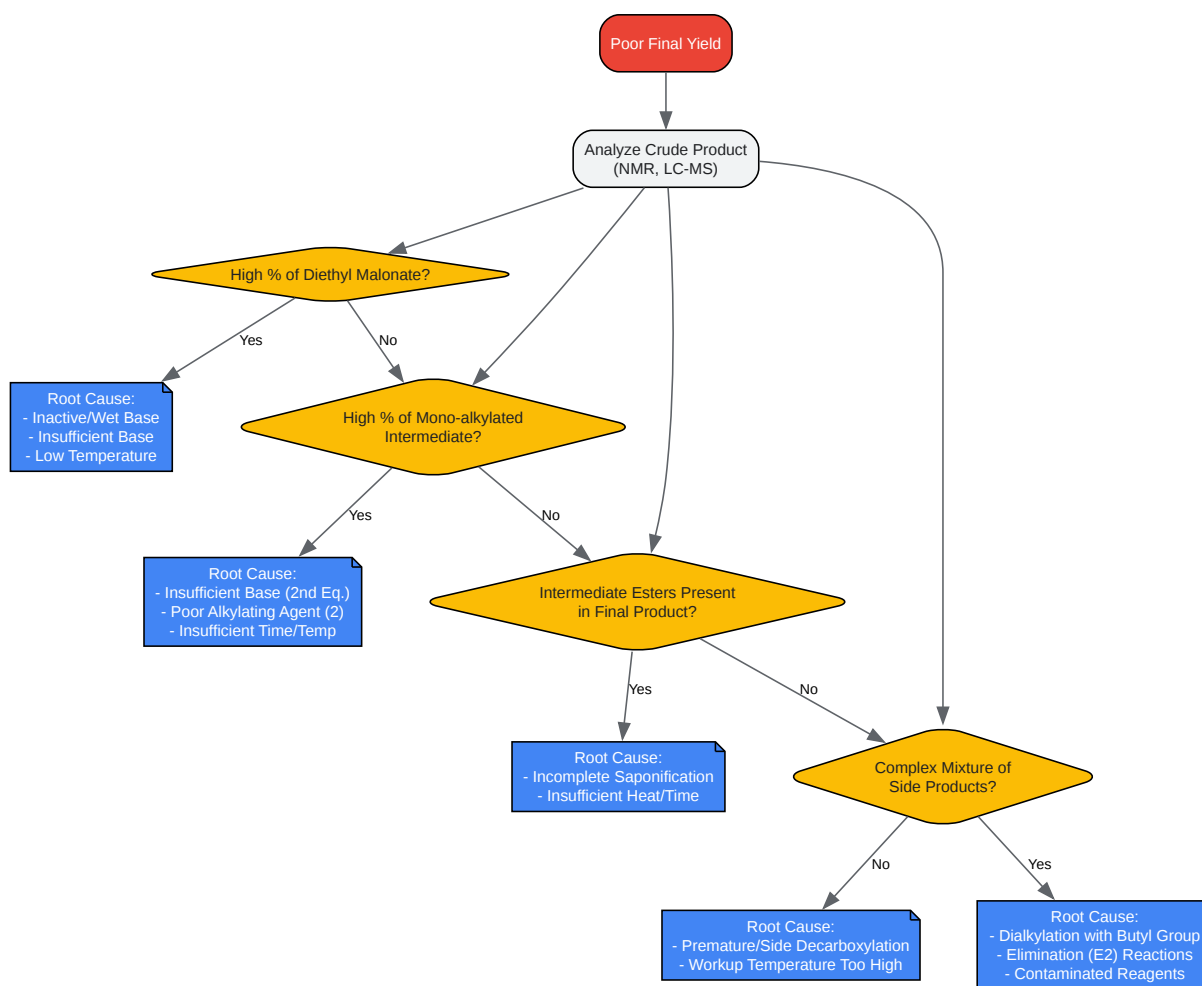 Poor Final Yield
Analyze Crude Product
(NMR, LC-MS)
High % of Diethyl Malonate?
Yes
No
Root Cause:
- Inactive/Wet Base
- Insufficient Base
- Low Temperature
High % of Mono-alkylated
Intermediate?
Yes
No
Root Cause:
- Insufficient Base (2nd Eq.)
- Poor Alkylating Agent (2)
- Insufficient Time/Temp
Intermediate Esters Present
in Final Product?
Yes
No
Root Cause:
- Incomplete Saponification
- Insufficient Heat/Time
Complex Mixture of
Side Products?
No
Yes
Root Cause:
- Premature/Side Decarboxylation
- Workup Temperature Too High
Root Cause:
- Dialkylation with Butyl Group
- Elimination (E2) Reactions
- Contaminated Reagents